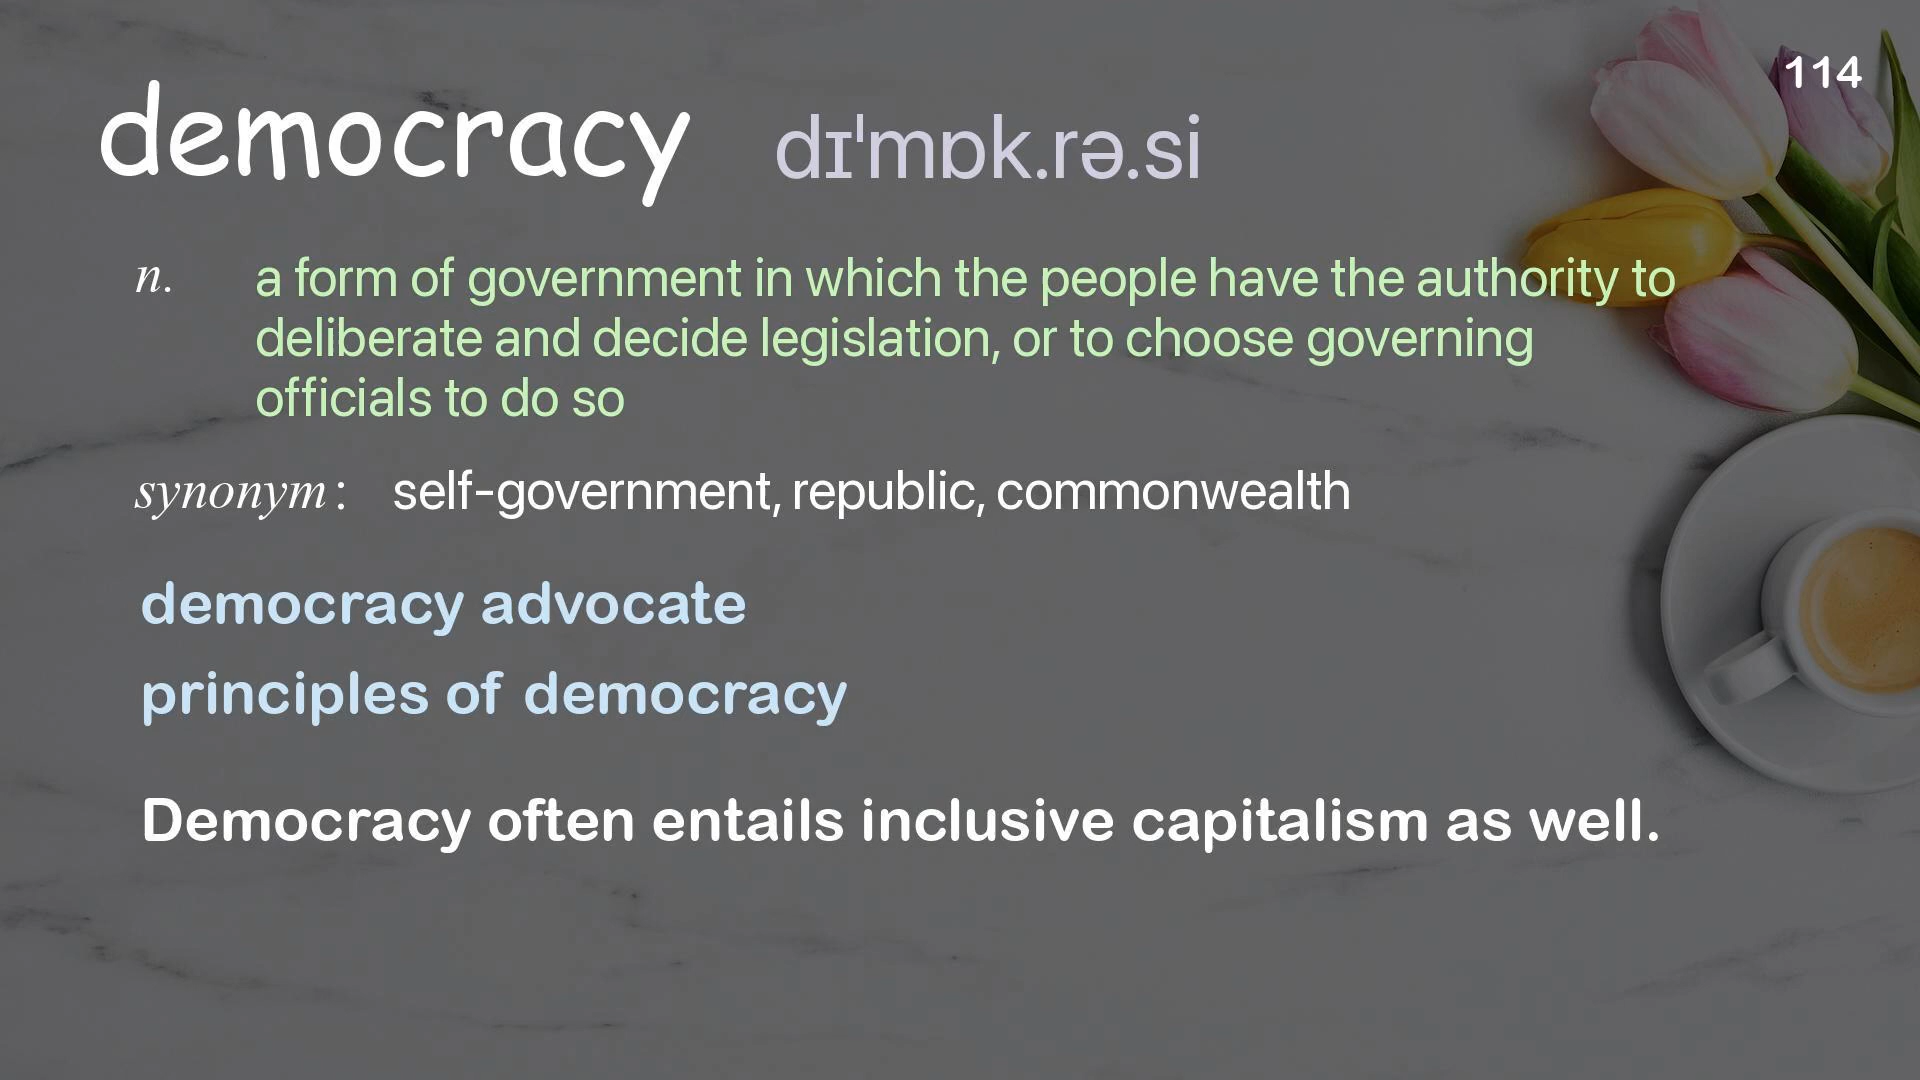 114
democracy dɪˈmɒk.rə.si
n. a form of government in which the people have the authority to
deliberate and decide legislation, or to choose governing
officials to do so
synonym : self-government, republic, commonwealth
democracy advocate
principles of democracy
Democracy often entails inclusive capitalism as well.